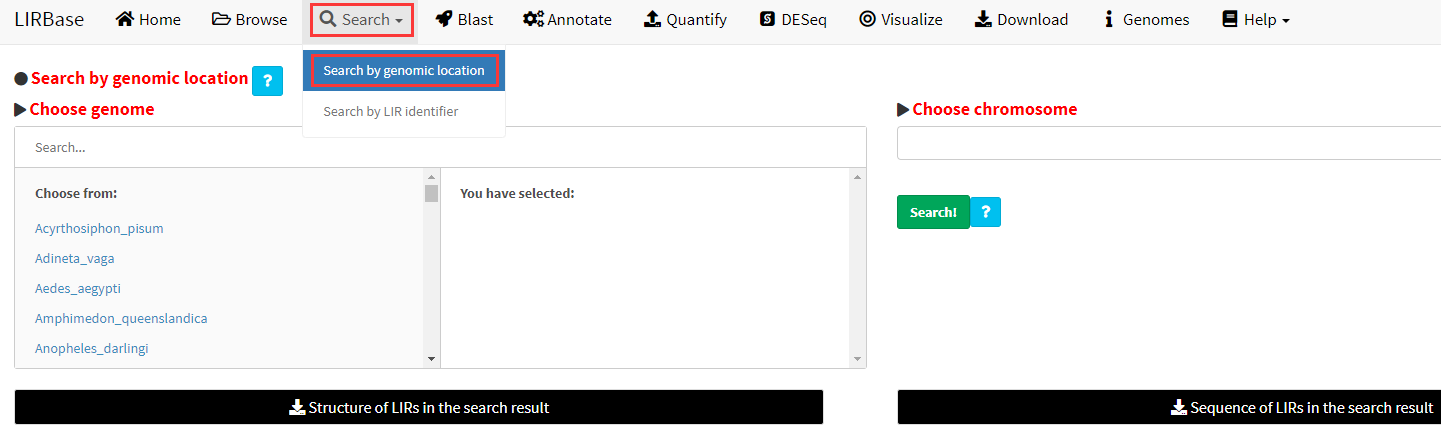 LIRBase Home Browse Search Blast Annotate Quantify DESeq Visualize Download Genomes Help
Search by genomic location
Search by LIR identifier
Search by genomic location ?
Choose genome
Search...
Choose from:
Acyrthosiphon_pisum
Adineta_vaga
Aedes_aegypti
Amphimedon_queenslandica
Anopheles_darlingi
You have selected:
Choose chromosome
Search! ?
Structure of LIRs in the search result
Sequence of LIRs in the search result